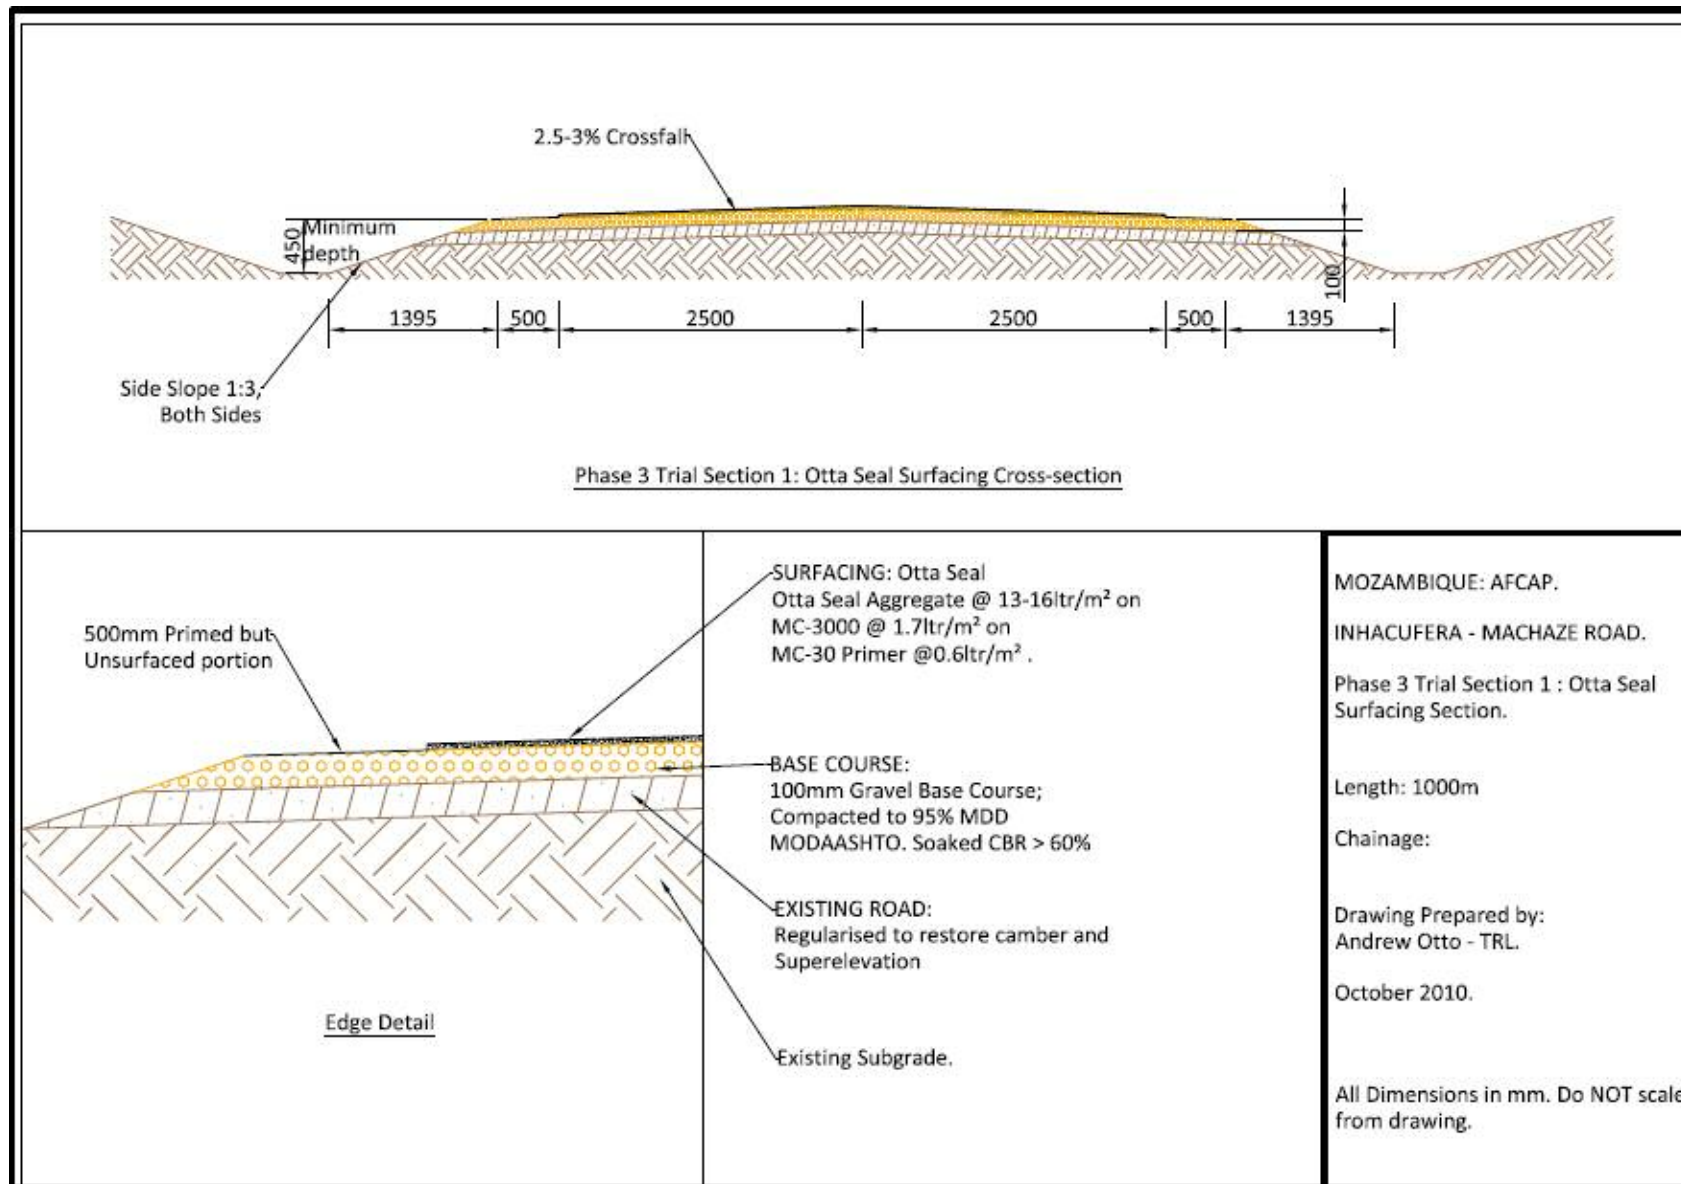 2.5-3% Crossfall
Minimum
depth
450
100
1395
500
2500
2500
500
1395
Side Slope 1:3,
Both Sides
Phase 3 Trial Section 1: Otta Seal Surfacing Cross-section
500mm Primed but
Unsurfaced portion
Edge Detail
SURFACING: Otta Seal
Otta Seal Aggregate @ 13-16ltr/m² on
MC-3000 @ 1.7ltr/m² on
MC-30 Primer @0.6ltr/m² .
BASE COURSE:
100mm Gravel Base Course;
Compacted to 95% MDD
MODAASHTO. Soaked CBR > 60%
EXISTING ROAD:
Regularised to restore camber and
Superelevation
Existing Subgrade.
MOZAMBIQUE: AFCAP.
INHACUFERA - MACHAZE ROAD.
Phase 3 Trial Section 1 : Otta Seal
Surfacing Section.
Length: 1000m
Chainage:
Drawing Prepared by:
Andrew Otto - TRL.
October 2010.
All Dimensions in mm. Do NOT scale
from drawing.